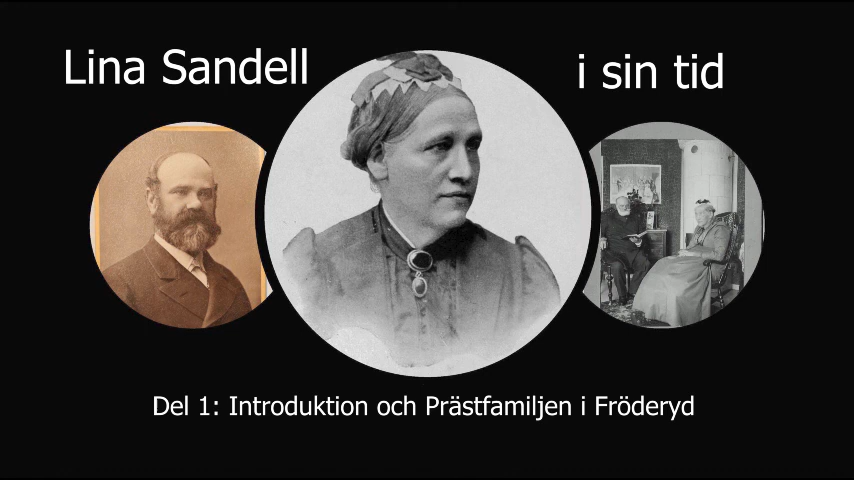 Lina Sandell i sin tid
Del 1: Introduktion och Prästfamiljen i Fröderyd